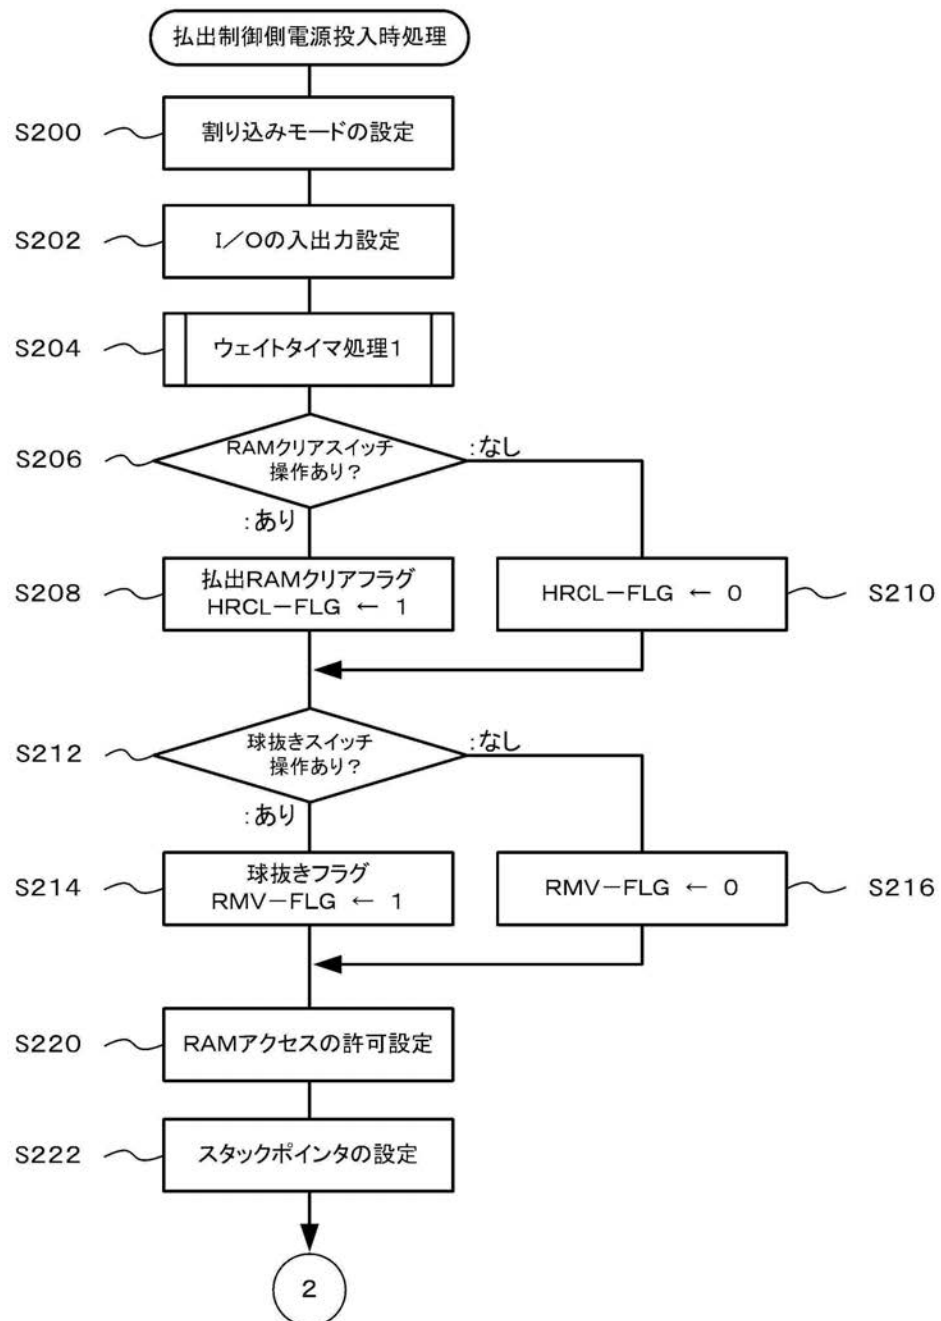 払出制御側電源投入時処理
S200
割り込みモードの設定
S202
I/Oの入出力設定
S204
ウェイトタイマ処理1
S206
RAMクリアスイッチ
操作あり?
:なし
:あり
S208
払出RAMクリアフラグ
HRCL-FLG ← 1
HRCL-FLG ← 0
S210
S212
球抜きスイッチ
操作あり?
:なし
:あり
S214
球抜きフラグ
RMV-FLG ← 1
RMV-FLG ← 0
S216
S220
RAMアクセスの許可設定
S222
スタックポインタの設定
2